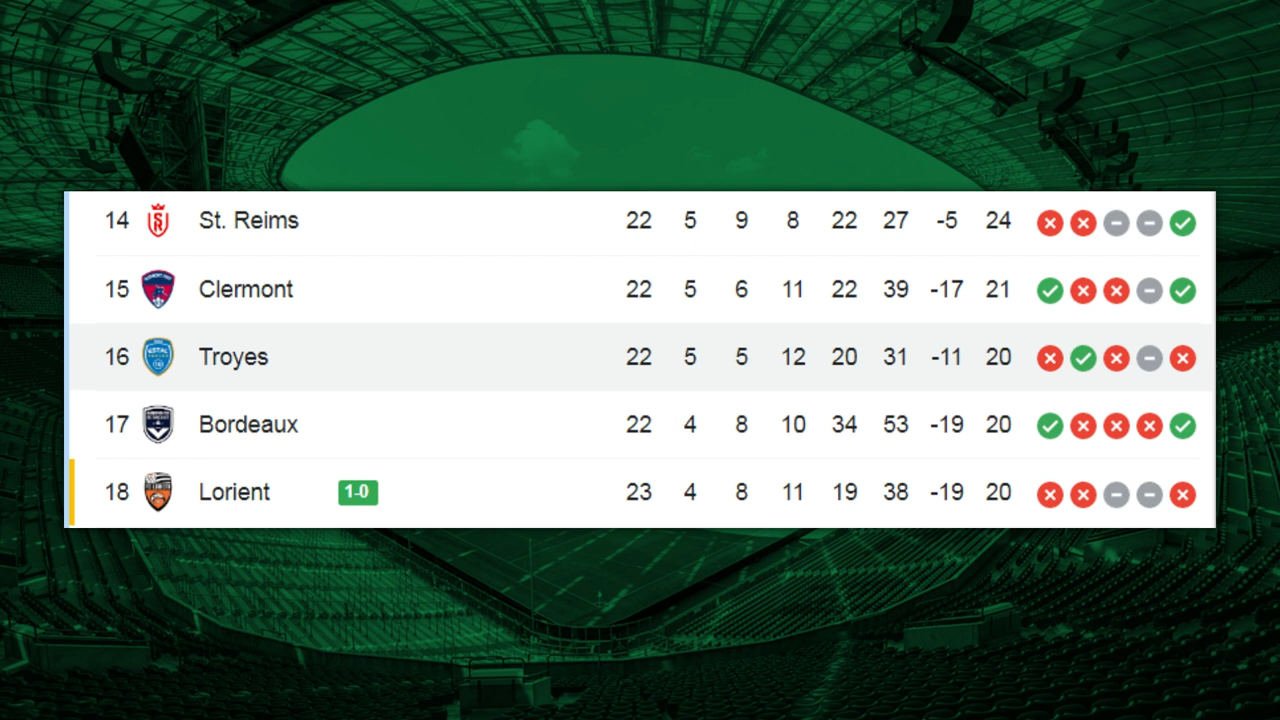 14 St. Reims 22 5 9 8 22 27 -5 24
15 Clermont 22 5 6 11 22 39 -17 21
16 Troyes 22 5 5 12 20 31 -11 20
17 Bordeaux 22 4 8 10 34 53 -19 20
18 Lorient 1-0 23 4 8 11 19 38 -19 20